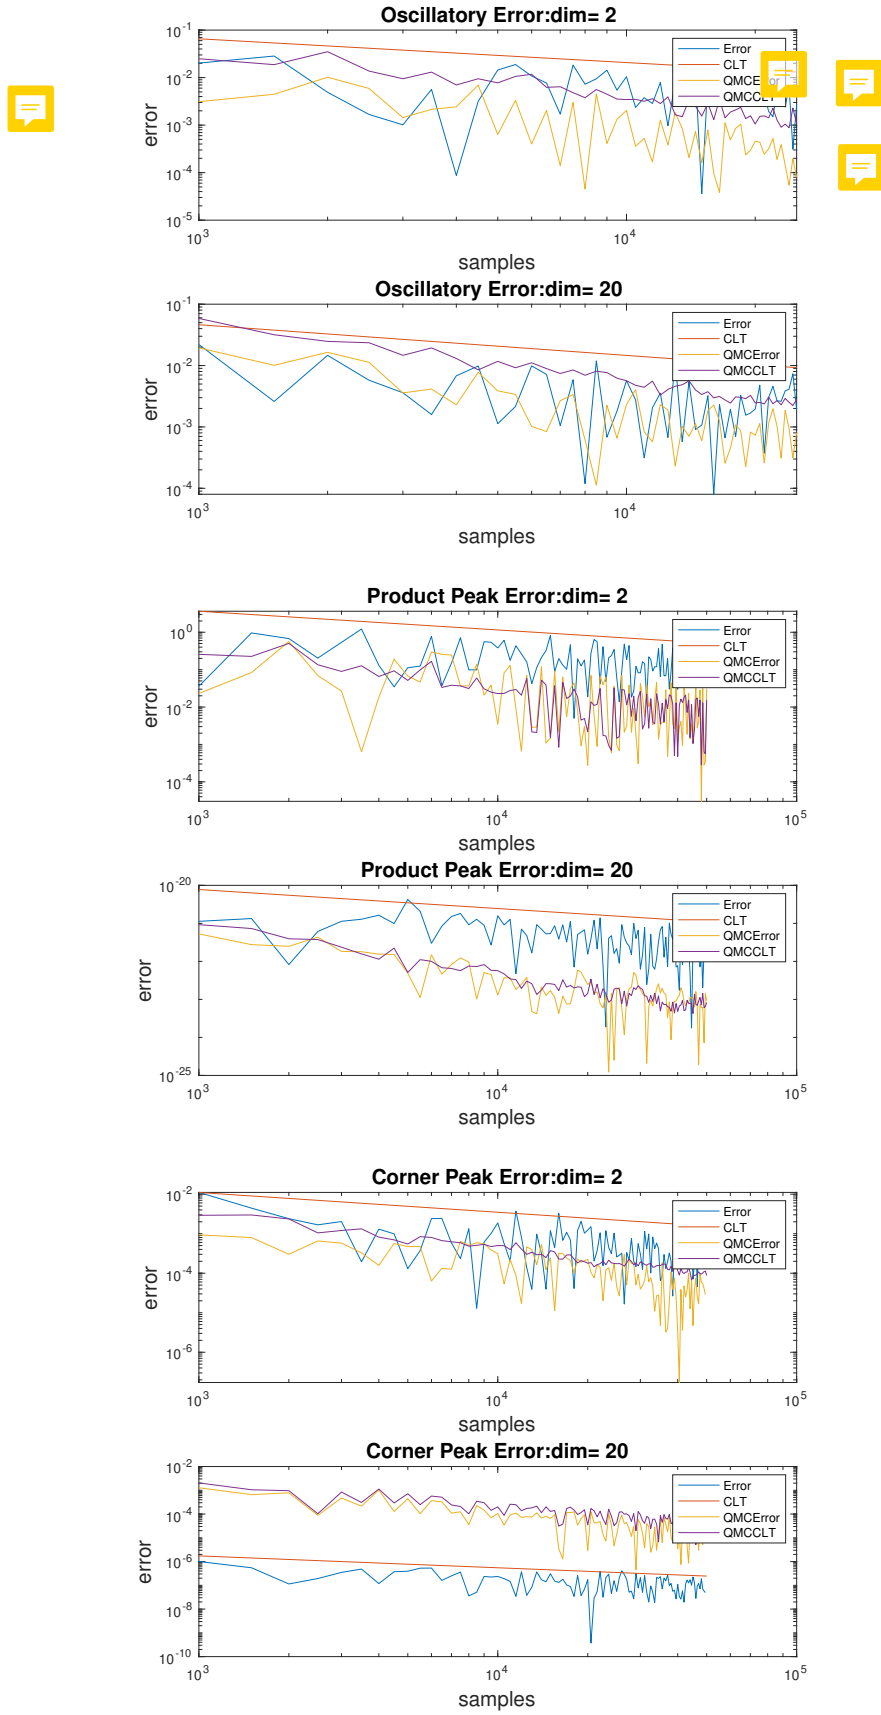 Oscillatory Error:dim= 2
10^-1
10^-2
10^-3
10^-4
10^-5
error
Error
CLT
QMCError
QMCCLT
10^3
10^4
samples
Oscillatory Error:dim= 20
10^-1
10^-2
10^-3
10^-4
error
Error
CLT
QMCError
QMCCLT
10^3
10^4
samples
Product Peak Error:dim= 2
10^0
10^-2
10^-4
error
Error
CLT
QMCError
QMCCLT
10^3
10^4
10^5
samples
Product Peak Error:dim= 20
10^-20
10^-25
error
Error
CLT
QMCError
QMCCLT
10^3
10^4
10^5
samples
Corner Peak Error:dim= 2
10^-2
10^-4
10^-6
error
Error
CLT
QMCError
QMCCLT
10^3
10^4
10^5
samples
Corner Peak Error:dim= 20
10^-2
10^-4
10^-6
10^-8
10^-10
error
Error
CLT
QMCError
QMCCLT
10^3
10^4
10^5
samples